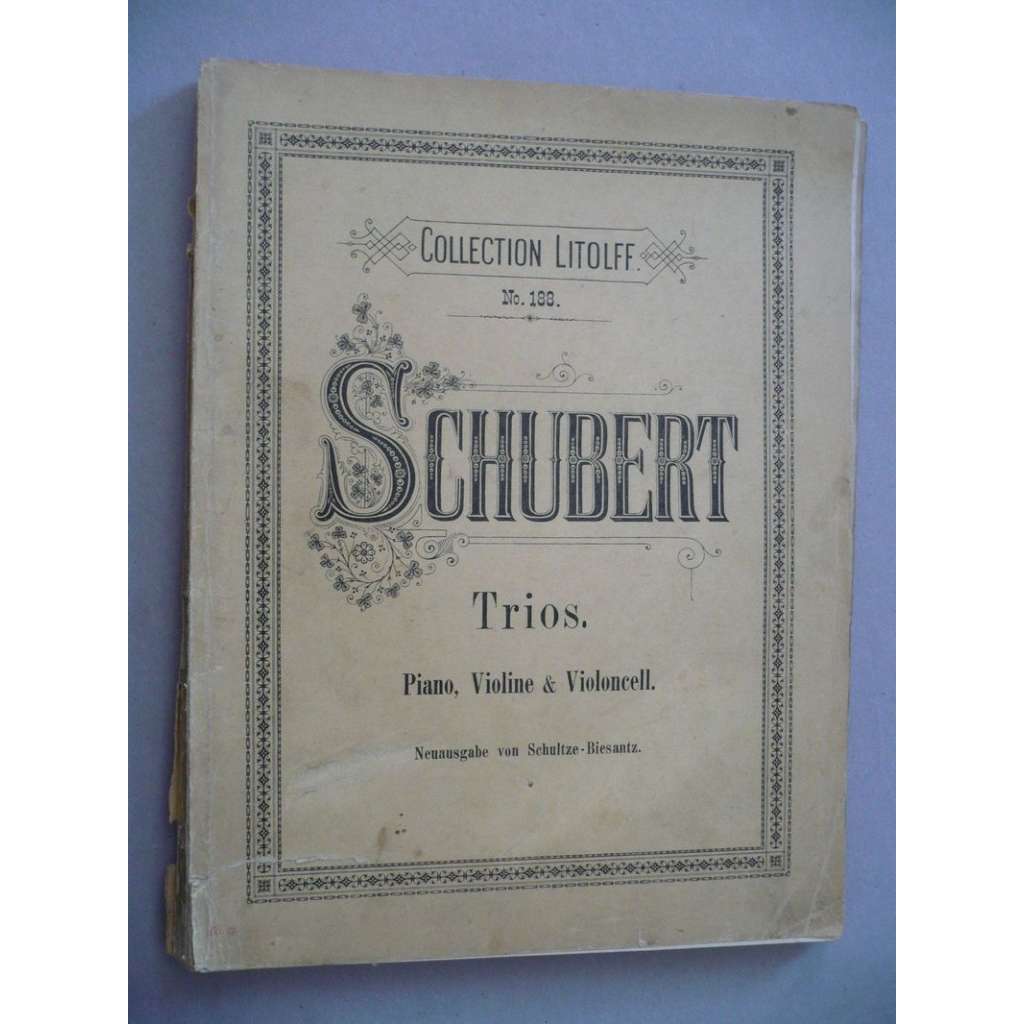 COLLECTION LITOLFF.
No. 188.
SCHUBERT
Trios.
Piano, Violine & Violoncell.
Neuausgabe von Schultze-Biesantz.